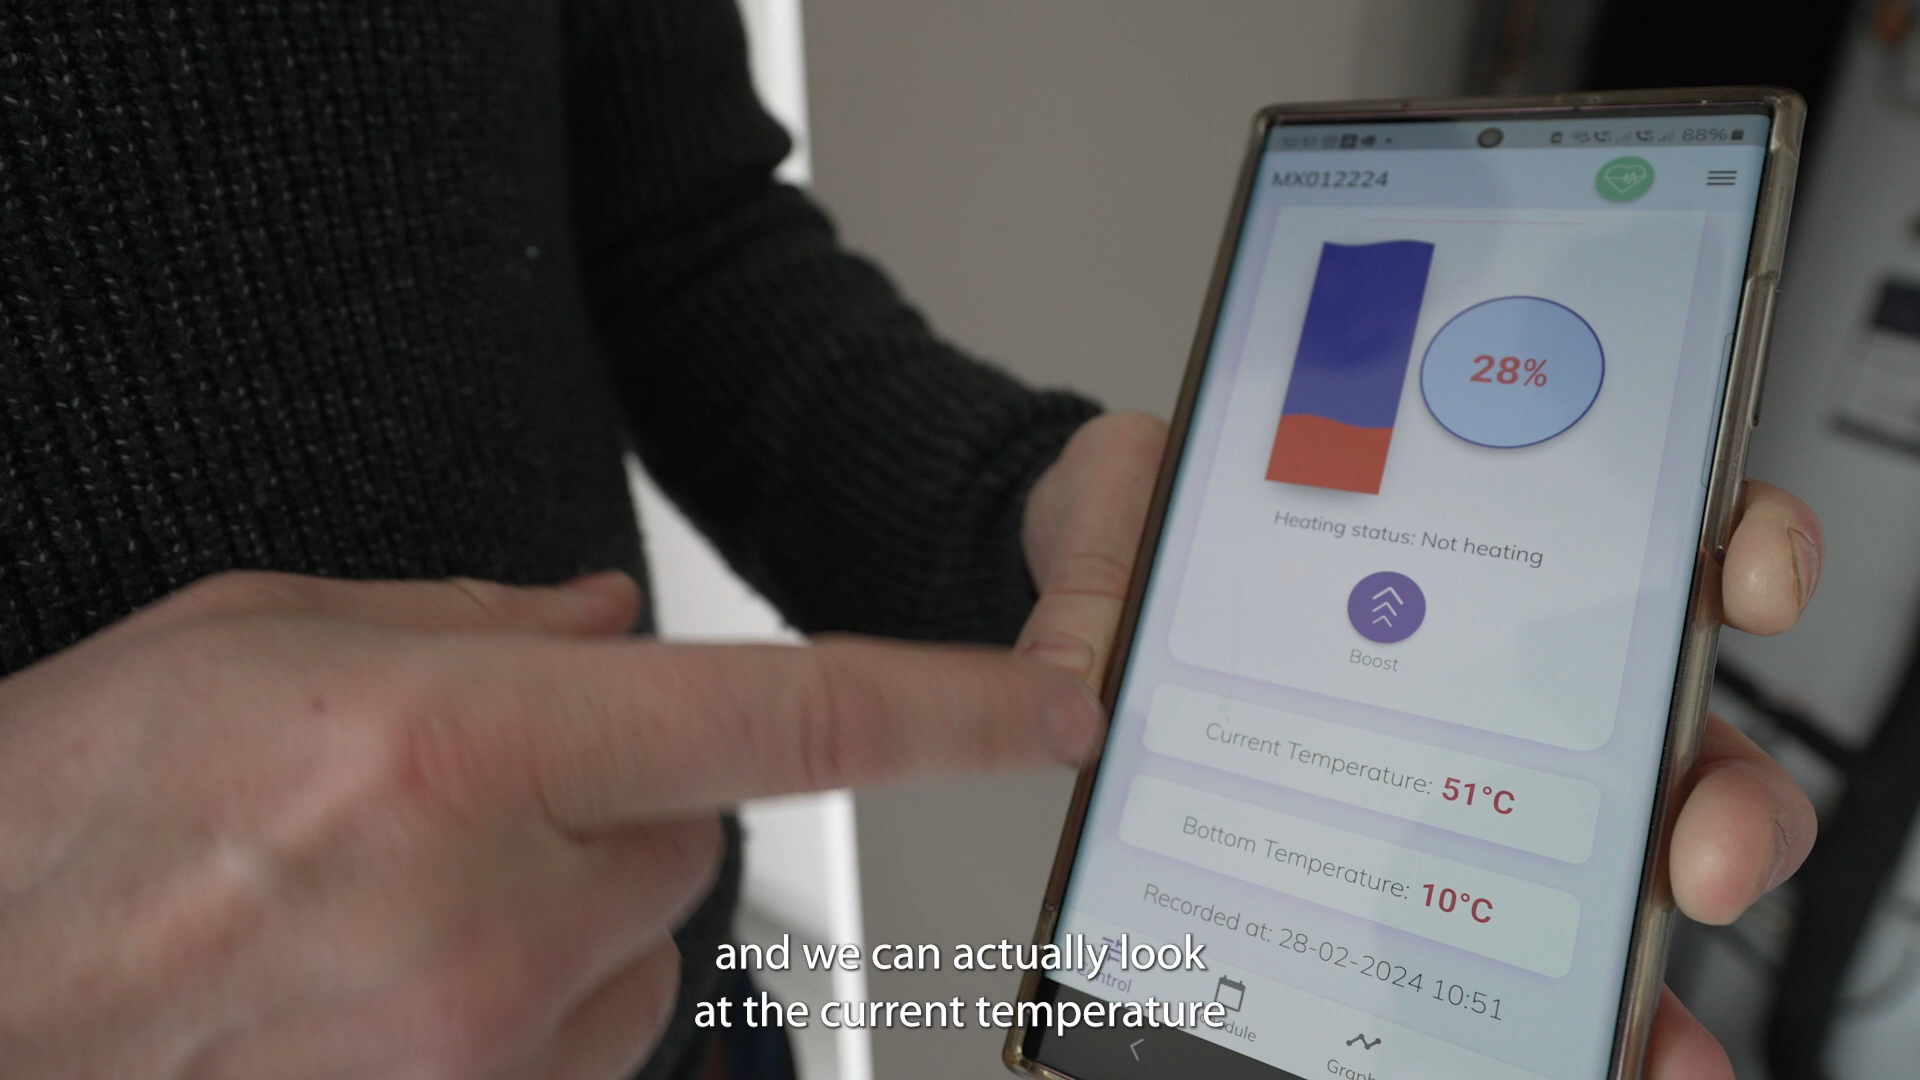 88%
MX012224
28%
Heating status: Not heating
Boost
Current Temperature: 51°C
Bottom Temperature: 10°C
Recorded at: 28-02-2024 10:51
and we can actually look
at the current temperature